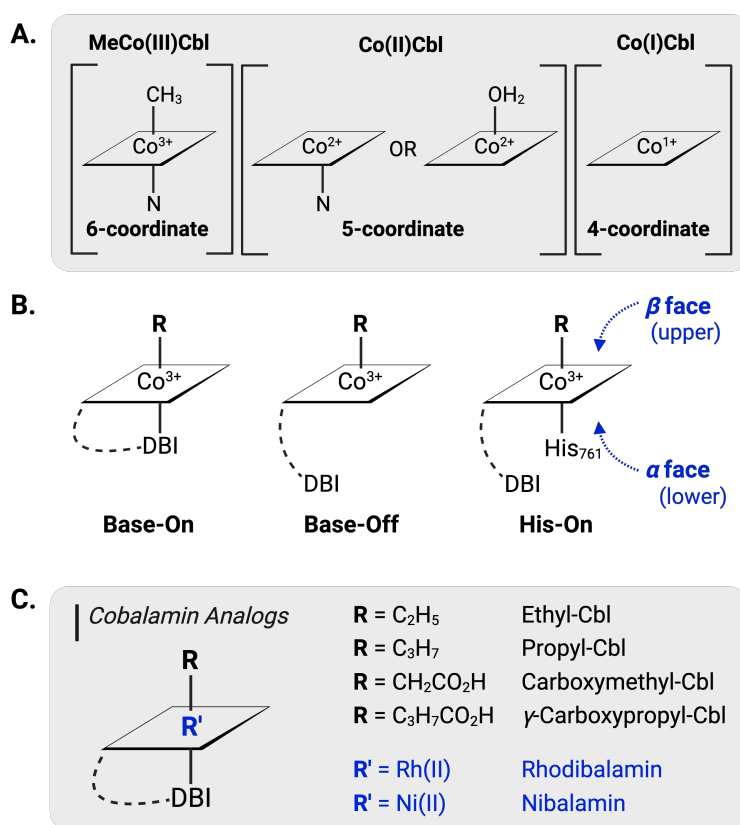 A.
MeCo(III)Cbl
Co(II)Cbl
Co(I)Cbl
CH₃
OH₂
Co³⁺
Co²⁺
OR
Co²⁺
Co¹⁺
N
N
6-coordinate
5-coordinate
4-coordinate
B.
R
R
R
β face
(upper)
Co³⁺
Co³⁺
Co³⁺
DBI
His₇₆₁
α face
(lower)
DBI
DBI
Base-On
Base-Off
His-On
C.
Cobalamin Analogs
R
R'
DBI
R = C₂H₅ Ethyl-Cbl
R = C₃H₇ Propyl-Cbl
R = CH₂CO₂H Carboxymethyl-Cbl
R = C₃H₇CO₂H γ-Carboxypropyl-Cbl
R' = Rh(II) Rhodibalamin
R' = Ni(II) Nibalamin